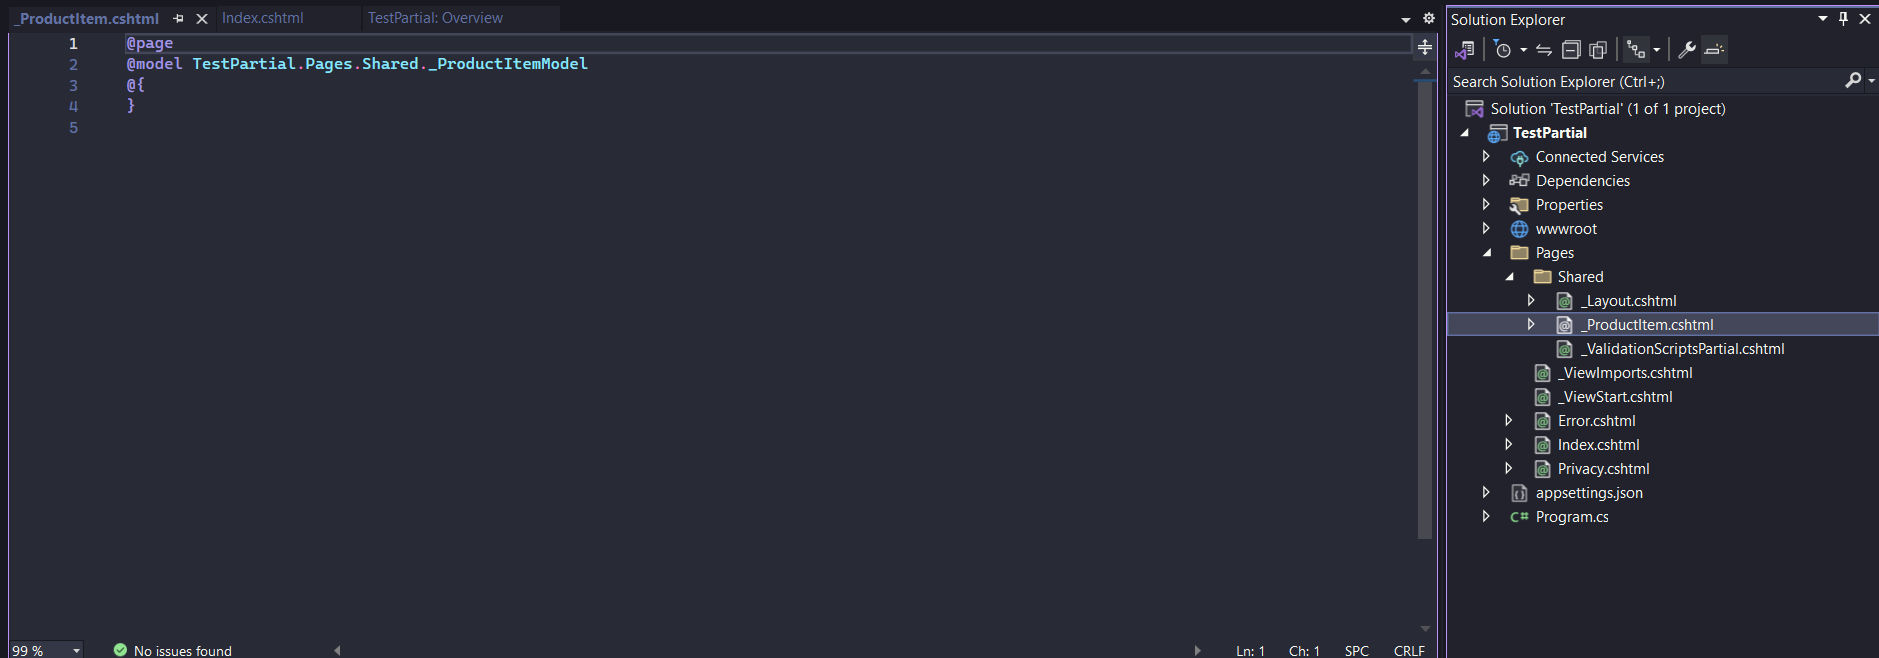 _ProductItem.cshtml
Index.cshtml
TestPartial: Overview
1 @page
2 @model TestPartial.Pages.Shared._ProductItemModel
3 @{
4 }
5
99 %
No issues found
Ln: 1
Ch: 1
SPC
CRLF
Solution Explorer
Search Solution Explorer (Ctrl+;)
Solution 'TestPartial' (1 of 1 project)
TestPartial
Connected Services
Dependencies
Properties
wwwroot
Pages
Shared
_Layout.cshtml
_ProductItem.cshtml
_ValidationScriptsPartial.cshtml
_ViewImports.cshtml
_ViewStart.cshtml
Error.cshtml
Index.cshtml
Privacy.cshtml
appsettings.json
C# Program.cs